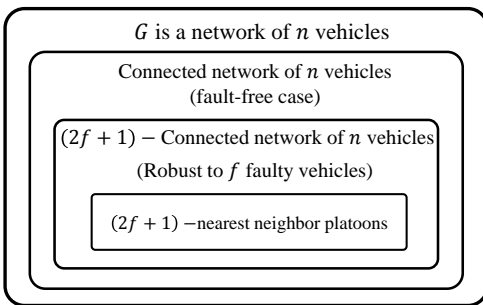 G is a network of n vehicles
Connected network of n vehicles
(fault-free case)
(2f + 1) − Connected network of n vehicles
(Robust to f faulty vehicles)
(2f + 1) −nearest neighbor platoons